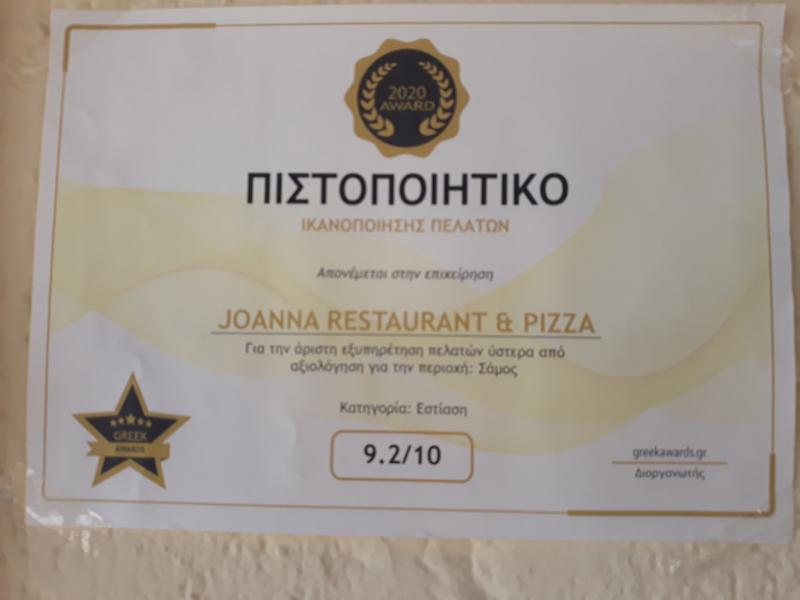 2020
AWARD
ΠΙΣΤΟΠΟΙΗΤΙΚΟ
ΙΚΑΝΟΠΟΙΗΣΗΣ ΠΕΛΑΤΩΝ
Απονέμεται στην επιχείρηση
JOANNA RESTAURANT & PIZZA
Για την άριστη εξυπηρέτηση πελατών ύστερα από
αξιολόγηση για την περιοχή: Σάμος
Κατηγορία: Εστίαση
9.2/10
GREEK
AWARDS
greekawards.gr
Διοργανωτής